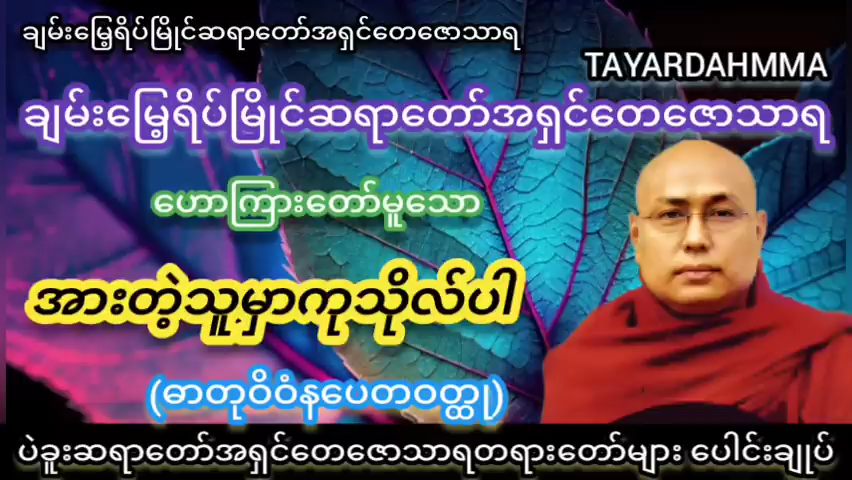 ချမ်းမြေ့ရိပ်မြိုင်ဆရာတော်အရှင်တေဇောသာရ
TAYARDAHMMA
ချမ်းမြေ့ရိပ်မြိုင်ဆရာတော်အရှင်တေဇောသာရ
ဟောကြားတော်မူသော
အားတဲ့သူမှာကုသိုလ်ပါ
(ဓာတုဝိဝံနပေတဝတ္ထု)
ပဲခူးဆရာတော်အရှင်တေဇောသာရတရားတော်များ ပေါင်းချုပ်